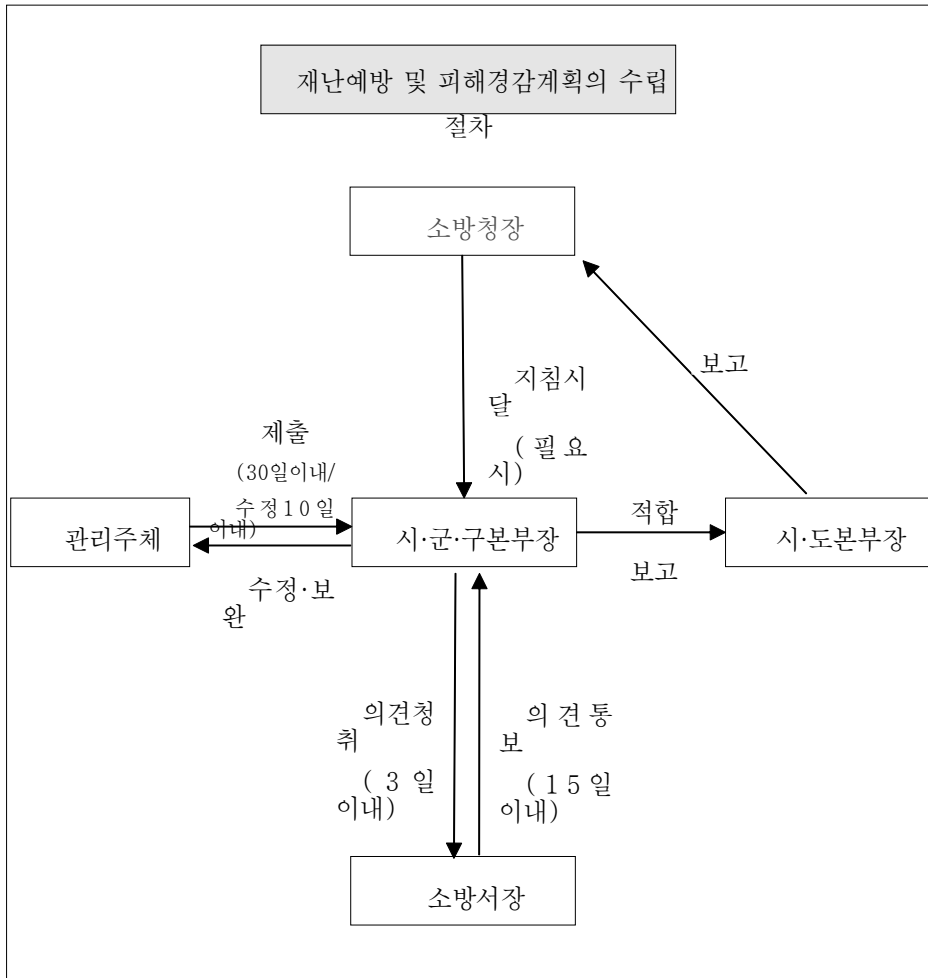 재난예방 및 피해경감계획의 수립
절차
소방청장
지침시
달
(필요
시)
보고
제출
(30일이내/
수정10일
이내)
관리주체
시·군·구본부장
적합
보고
시·도본부장
수정·보
완
의견청
취
(3일
이내)
의견통
보
(15일
이내)
소방서장